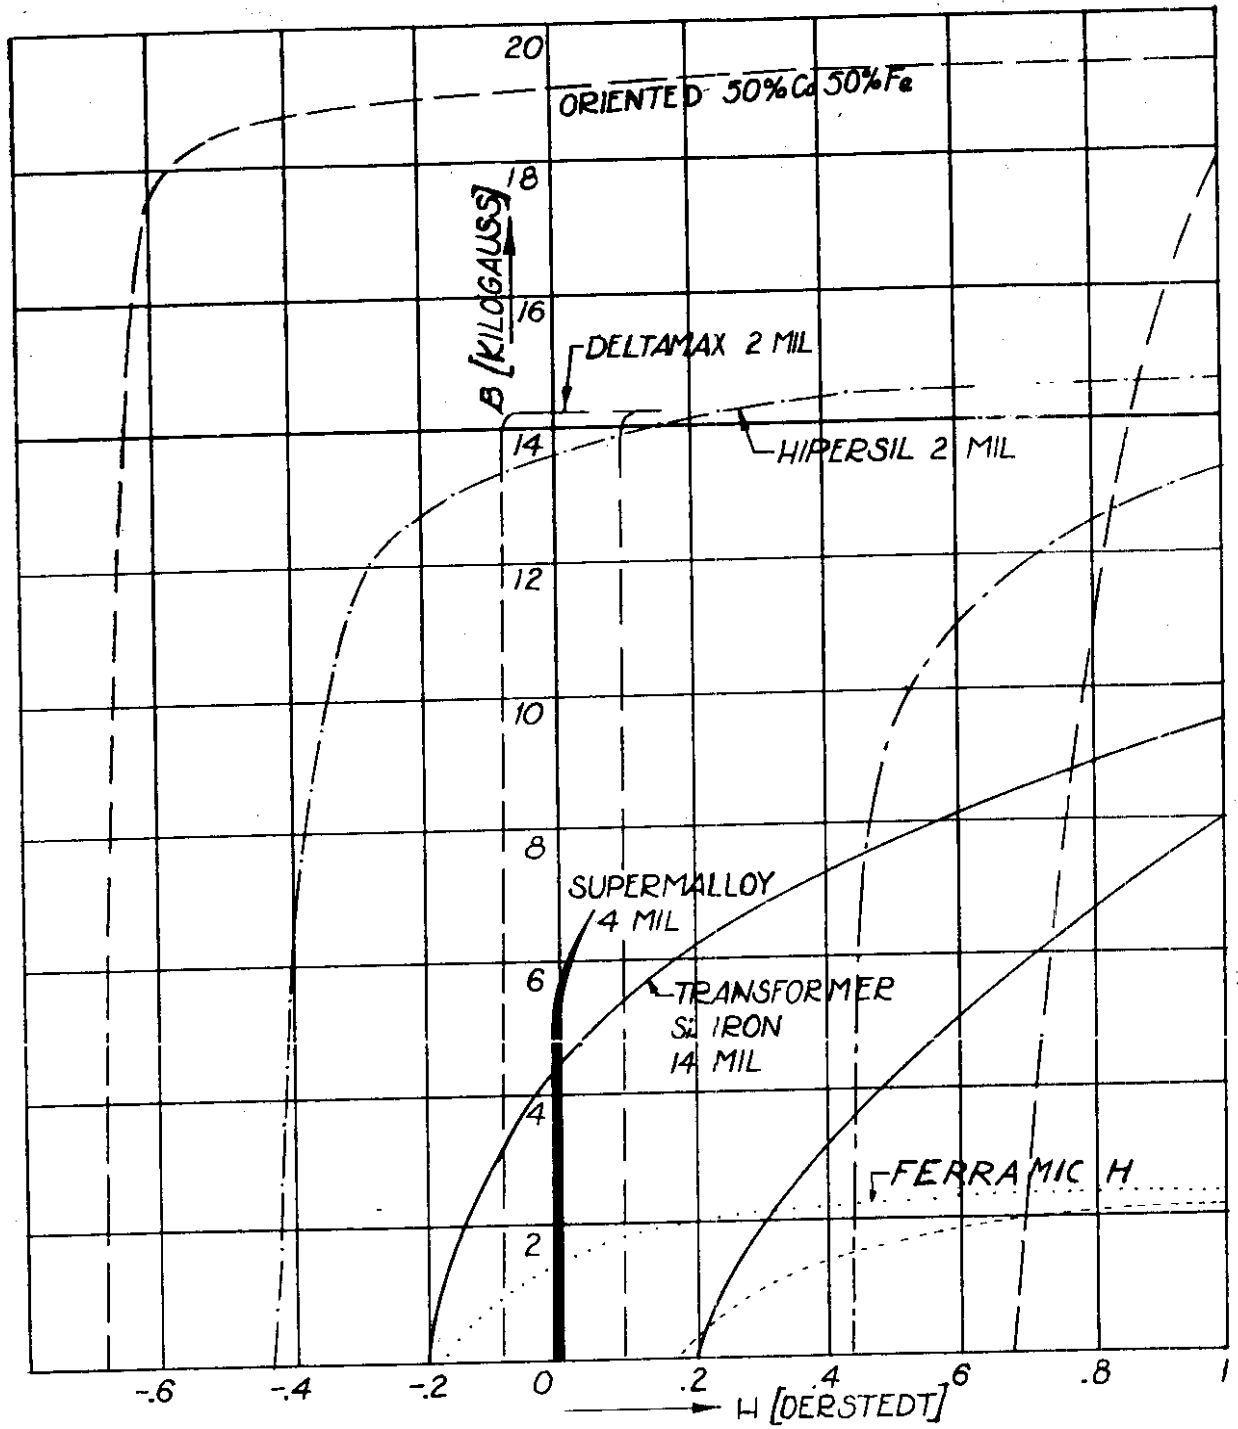 20
ORIENTED 50%Co 50%Fe
18
B [KILOGAUSS]
16
DELTAMAX 2 MIL
14
HIPERSIL 2 MIL
12
10
8
SUPERMALLOY
4 MIL
6
TRANSFORMER
Si IRON
14 MIL
4
FERRAMIC H
2
-.6 -.4 -.2 0 .2 .4 .6 .8 1
H [OERSTEDT]